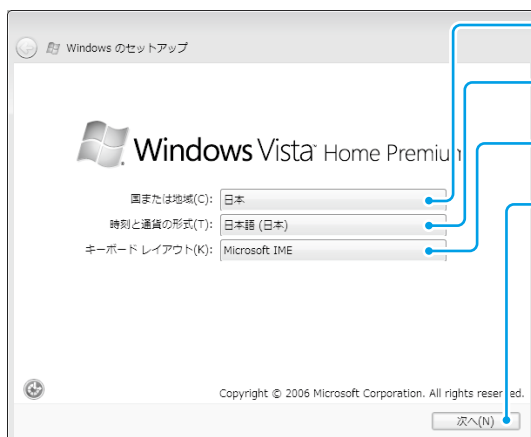 Windows のセットアップ
Windows Vista™ Home Premium
国または地域(C): 日本
時刻と通貨の形式(T): 日本語 (日本)
キーボード レイアウト(K): Microsoft IME
Copyright © 2006 Microsoft Corporation. All rights reserved.
次へ(N)